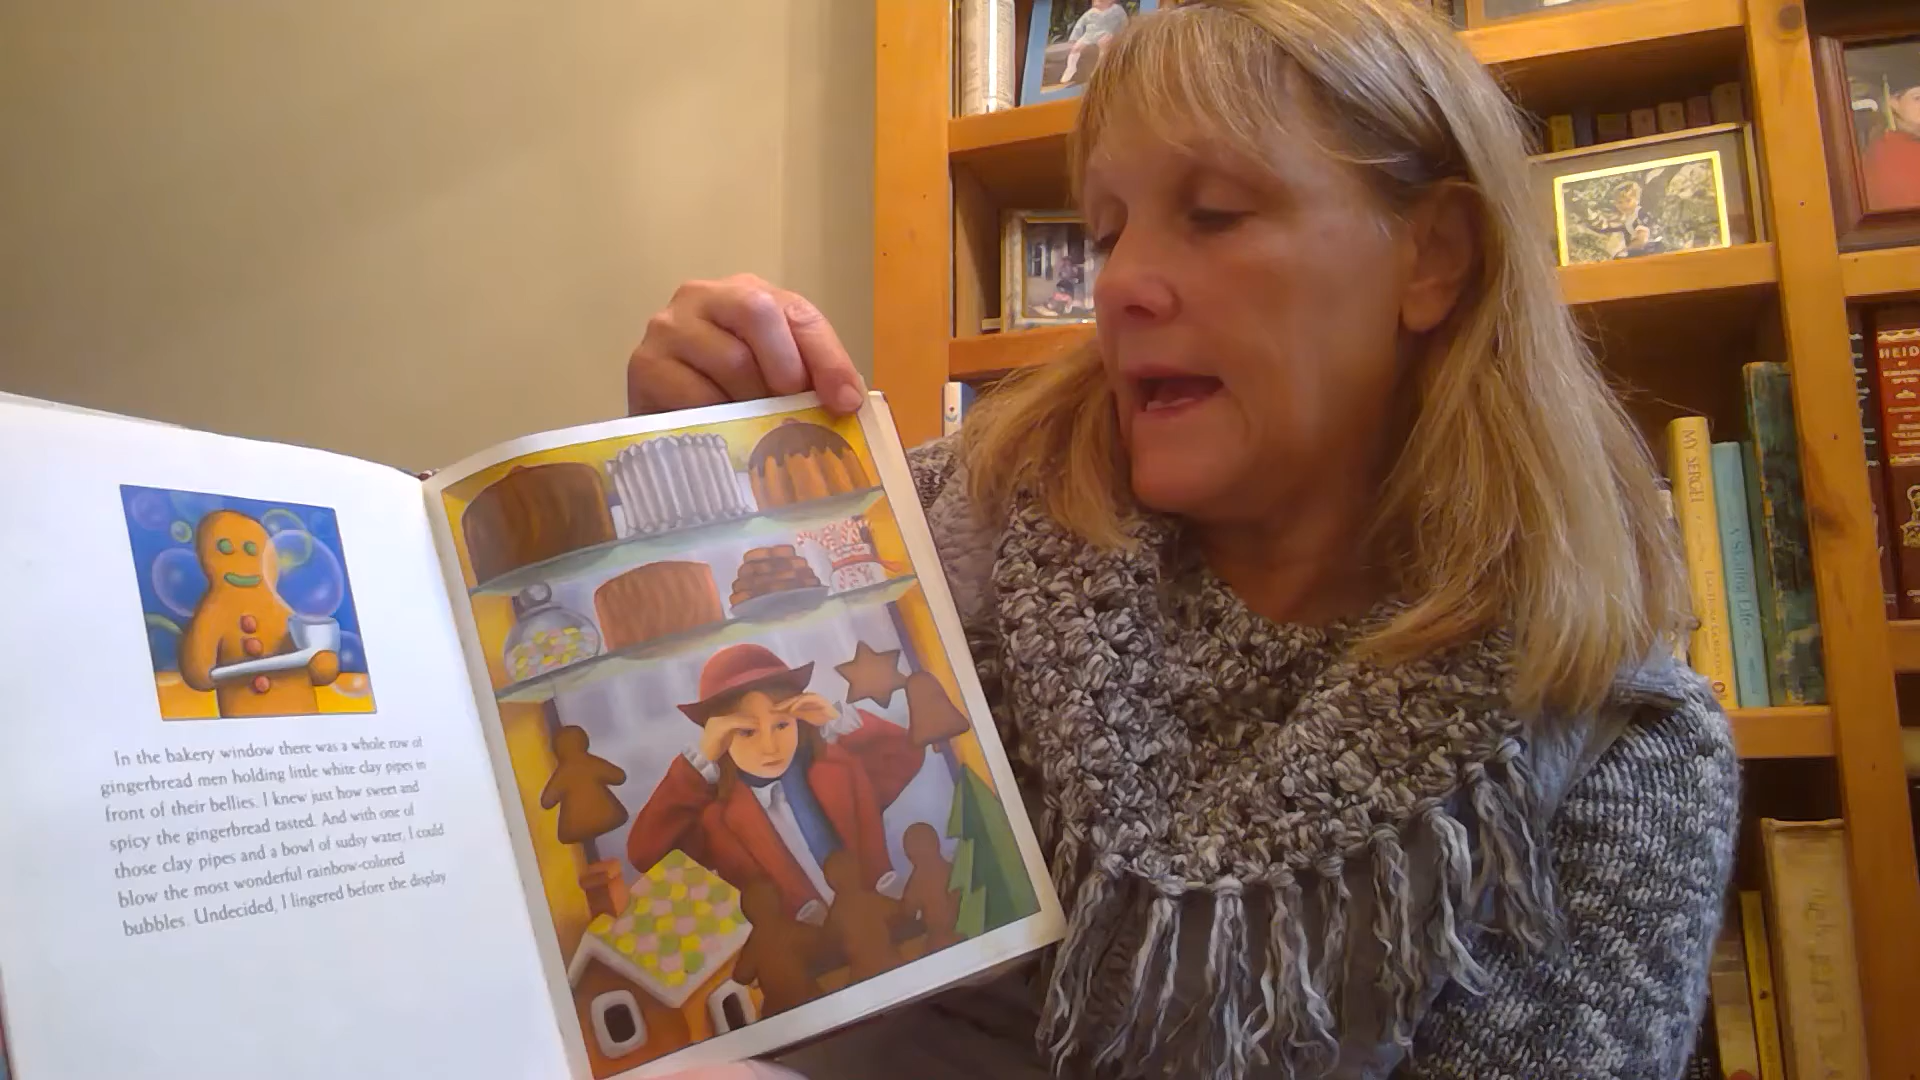 In the bakery window there was a whole row of
gingerbread men holding little white clay pipes in
front of their bellies. I knew just how sweet and
spicy the gingerbread tasted. And with one of
those clay pipes and a bowl of sudsy water, I could
blow the most wonderful rainbow-colored
bubbles. Undecided, I lingered before the display
MY SERGEI
HEIDI